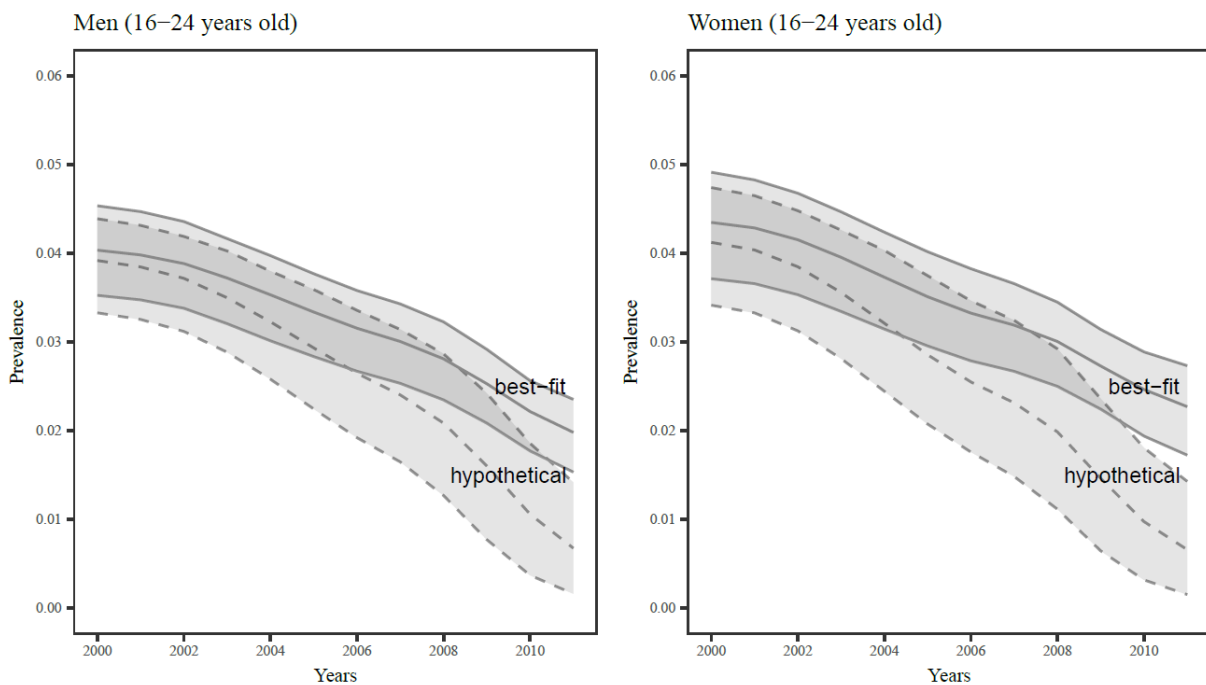 Men (16−24 years old)
0.06
0.05
0.04
0.03
0.02
0.01
0.00
Prevalence
best−fit
hypothetical
2000
2002
2004
2006
2008
2010
Years
Women (16−24 years old)
0.06
0.05
0.04
0.03
0.02
0.01
0.00
Prevalence
best−fit
hypothetical
2000
2002
2004
2006
2008
2010
Years